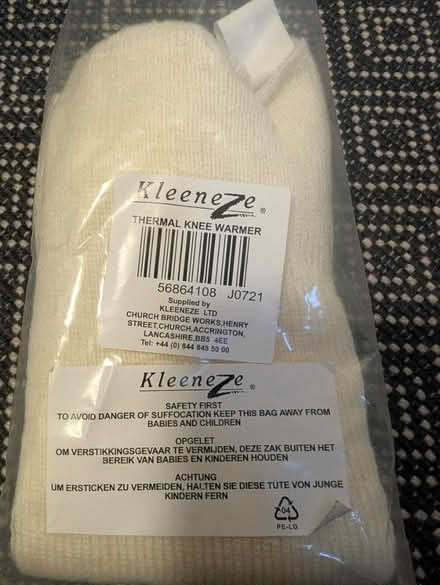 KleeneZe ®
THERMAL KNEE WARMER
56864108 J0721
Supplied by
KLEENEZE LTD
CHURCH BRIDGE WORKS,HENRY
STREET,CHURCH,ACCRINGTON,
LANCASHIRE,BB5 4EE
Tel: +44 (0) 844 848 50 00
KleeneZe ®
SAFETY FIRST
TO AVOID DANGER OF SUFFOCATION KEEP THIS BAG AWAY FROM
BABIES AND CHILDREN
OPGELET
OM VERSTIKKINGSGEVAAR TE VERMIJDEN, DEZE ZAK BUITEN HET
BEREIK VAN BABIES EN KINDEREN HOUDEN
ACHTUNG
UM ERSTICKEN ZU VERMEIDEN, HALTEN SIE DIESE TÜTE VON JUNGE
KINDERN FERN
04
PE-LD